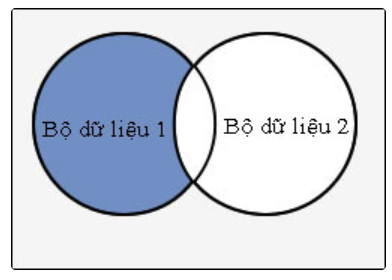 Bộ dữ liệu 1
Bộ dữ liệu 2